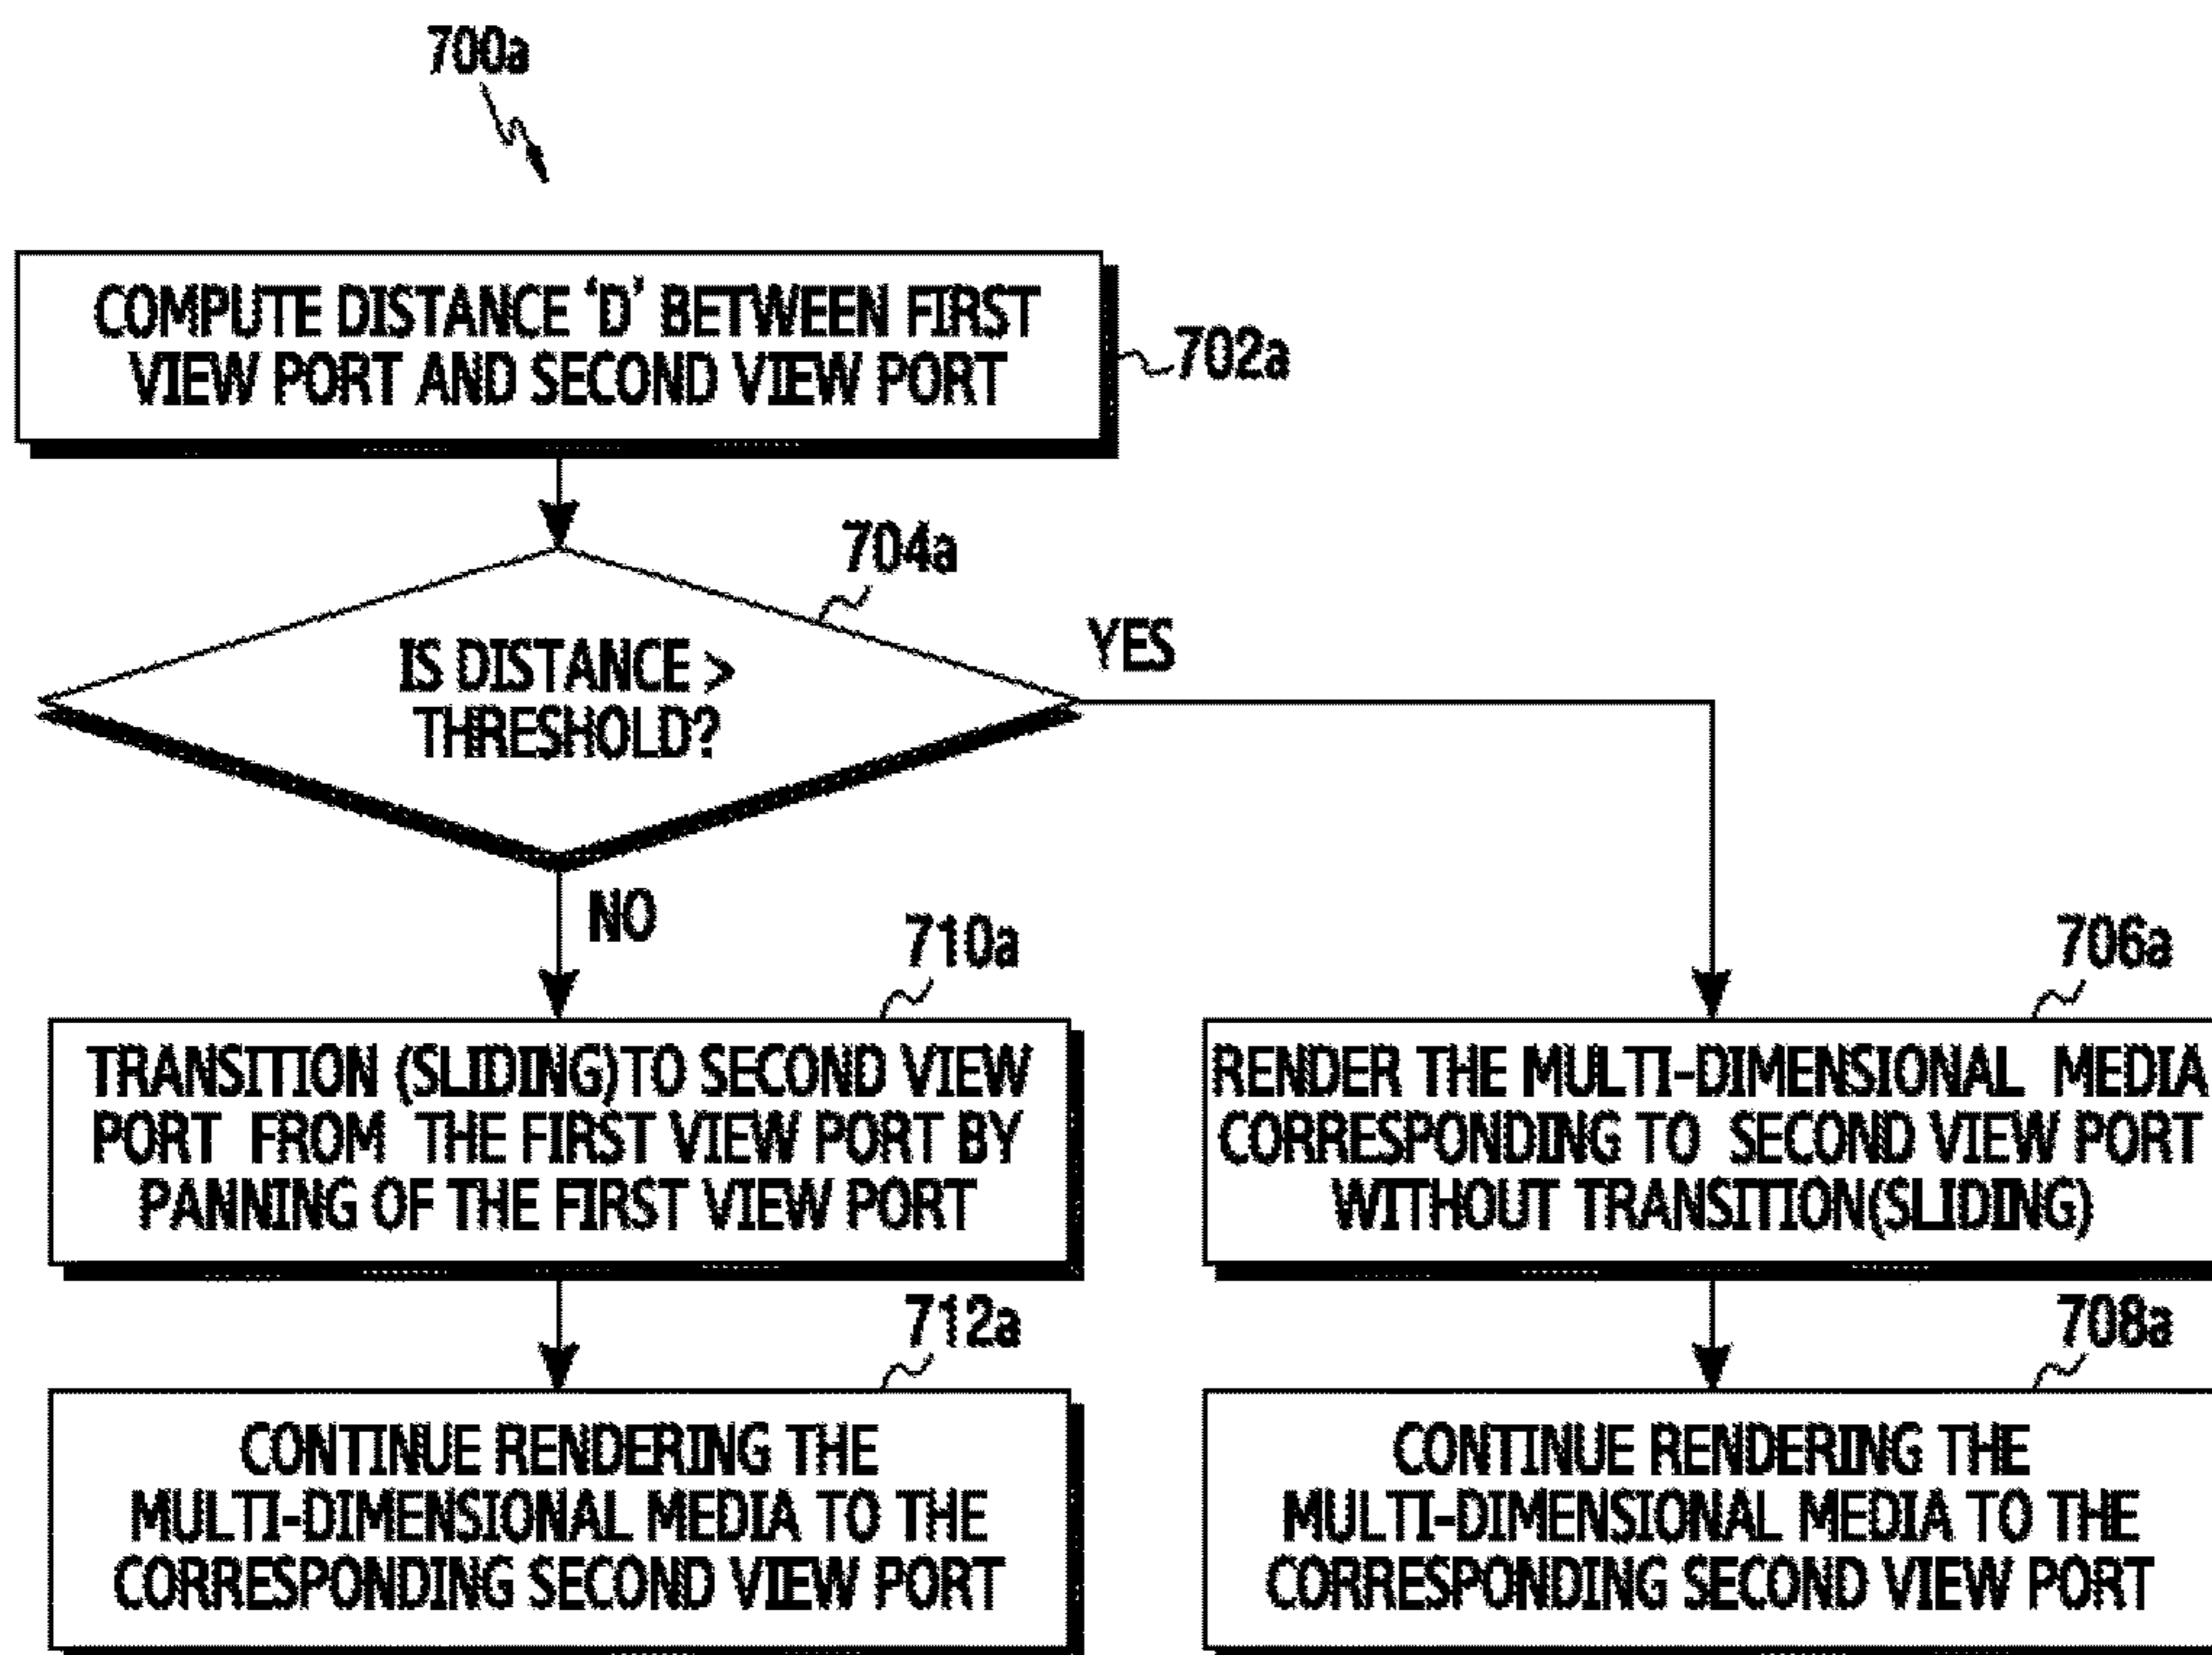 700a
COMPUTE DISTANCE ‘D’ BETWEEN FIRST
VIEW PORT AND SECOND VIEW PORT
702a
704a
IS DISTANCE >
THRESHOLD?
YES
NO
710a
TRANSITION (SLIDING)TO SECOND VIEW
PORT FROM THE FIRST VIEW PORT BY
PANNING OF THE FIRST VIEW PORT
706a
RENDER THE MULTI-DIMENSIONAL MEDIA
CORRESPONDING TO SECOND VIEW PORT
WITHOUT TRANSITION(SLIDING)
712a
CONTINUE RENDERING THE
MULTI-DIMENSIONAL MEDIA TO THE
CORRESPONDING SECOND VIEW PORT
708a
CONTINUE RENDERING THE
MULTI-DIMENSIONAL MEDIA TO THE
CORRESPONDING SECOND VIEW PORT